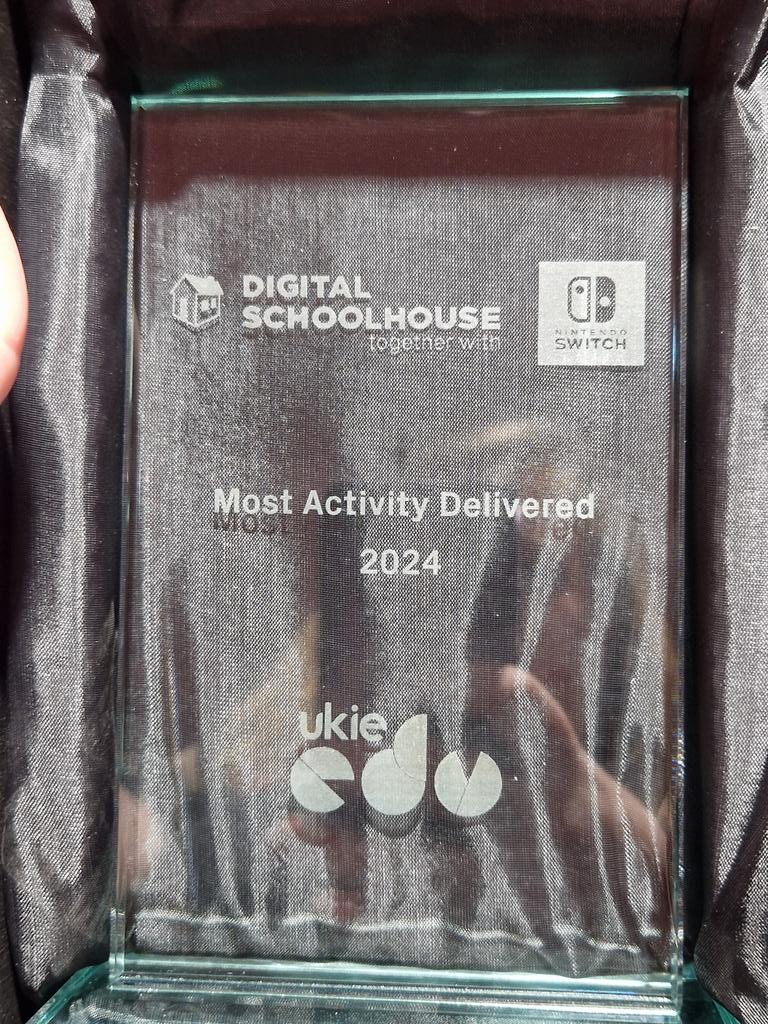 DIGITAL
SCHOOLHOUSE
together with
NINTENDO
SWITCH
Most Activity Delivered
2024
ukie
edu